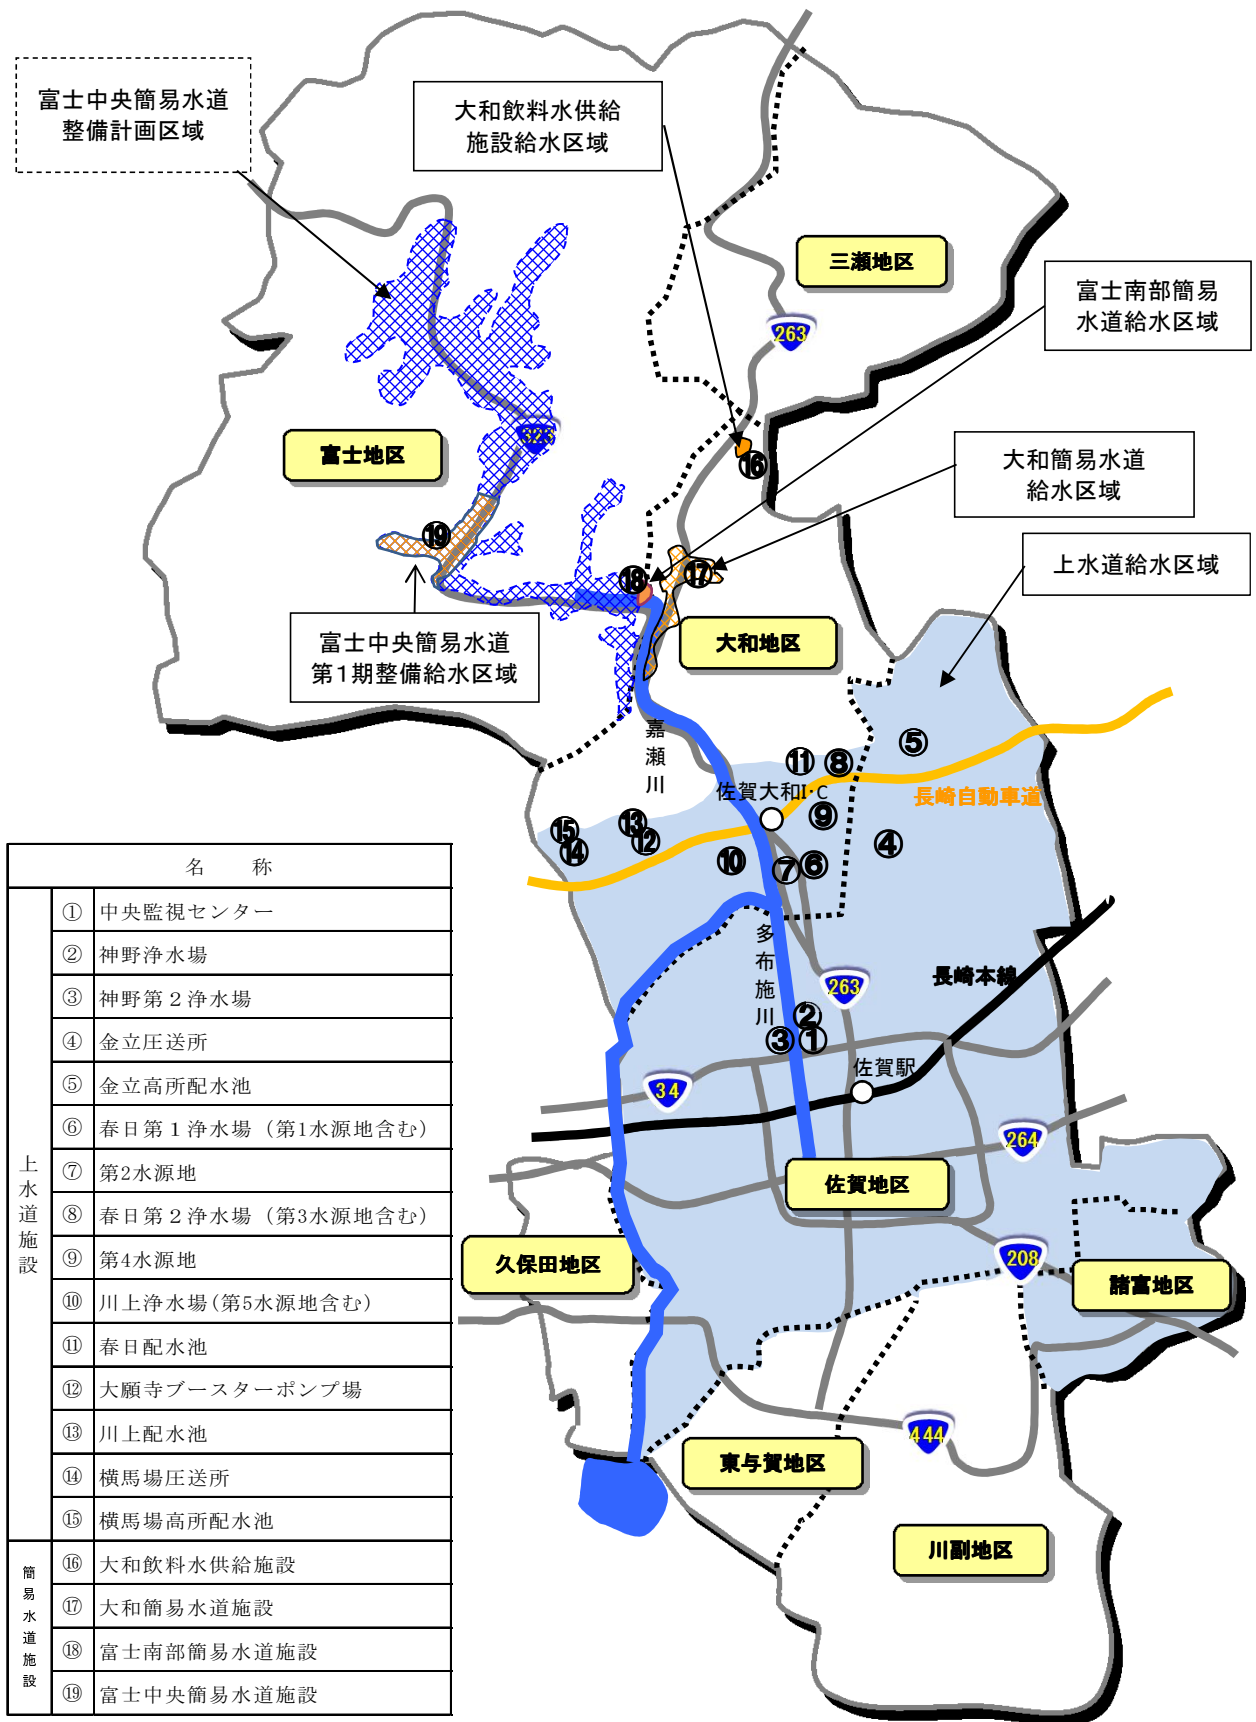 富士中央簡易水道
整備計画区域
大和飲料水供給
施設給水区域
三瀬地区
富士南部簡易
水道給水区域
263
323
富士地区
⑯
大和簡易水道
給水区域
⑲
⑱
⑰
上水道給水区域
富士中央簡易水道
第1期整備給水区域
大和地区
嘉瀬川
⑤
⑪
⑧
佐賀大和I・C
長崎自動車道
⑨
⑮
⑬
⑭
⑫
④
⑩
⑦
⑥
多布施川
長崎本線
263
②
③
①
佐賀駅
34
264
佐賀地区
久保田地区
208
諸富地区
444
東与賀地区
川副地区
名 称
上水道施設
① 中央監視センター
② 神野浄水場
③ 神野第２浄水場
④ 金立圧送所
⑤ 金立高所配水池
⑥ 春日第１浄水場（第1水源地含む）
⑦ 第2水源地
⑧ 春日第２浄水場（第3水源地含む）
⑨ 第4水源地
⑩ 川上浄水場(第5水源地含む)
⑪ 春日配水池
⑫ 大願寺ブースターポンプ場
⑬ 川上配水池
⑭ 横馬場圧送所
⑮ 横馬場高所配水池
簡易水道施設
⑯ 大和飲料水供給施設
⑰ 大和簡易水道施設
⑱ 富士南部簡易水道施設
⑲ 富士中央簡易水道施設